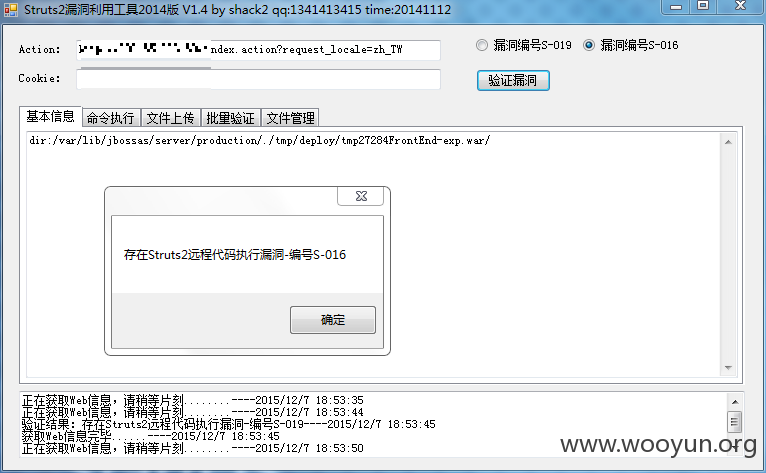 Struts2漏洞利用工具2014版 V1.4 by shack2 qq:1341413415 time:20141112
Action: ndex.action?request_locale=zh_TW
漏洞编号S-019 漏洞编号S-016
Cookie:
验证漏洞
基本信息 命令执行 文件上传 批量验证 文件管理
dir:/var/lib/jbossas/server/production/./tmp/deploy/tmp27284FrontEnd-exp.war/
存在Struts2远程代码执行漏洞-编号S-016
确定
正在获取Web信息，请稍等片刻........----2015/12/7 18:53:35
正在获取Web信息，请稍等片刻........----2015/12/7 18:53:44
验证结果：存在Struts2远程代码执行漏洞-编号S-019----2015/12/7 18:53:45
获取Web信息完毕......----2015/12/7 18:53:45
正在获取Web信息，请稍等片刻........----2015/12/7 18:53:50
www.wooyun.org